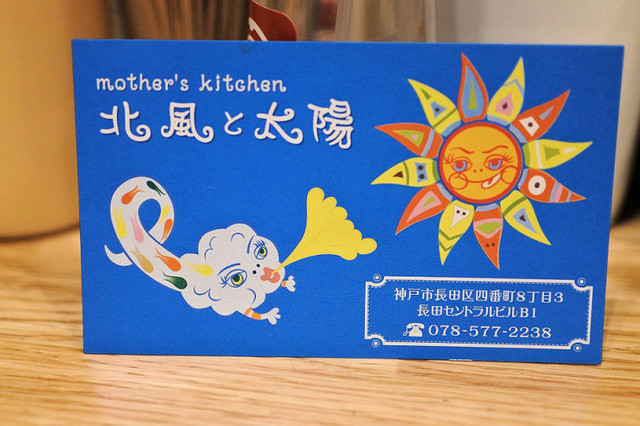 mother's kitchen
北風と太陽
神戸市長田区四番町8丁目3
長田セントラルビルB1
☎078-577-2238